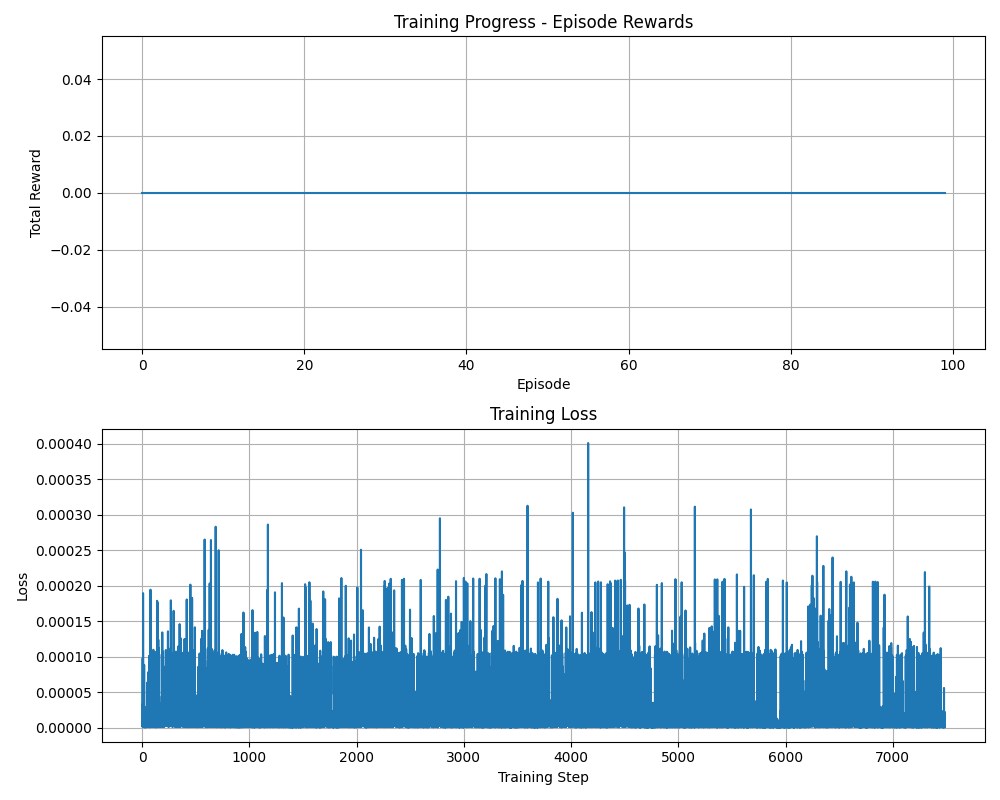 Training Progress - Episode Rewards
0.04
0.02
0.00
−0.02
−0.04
Total Reward
0 20 40 60 80 100
Episode
Training Loss
0.00040
0.00035
0.00030
0.00025
0.00020
0.00015
0.00010
0.00005
0.00000
Loss
0 1000 2000 3000 4000 5000 6000 7000
Training Step